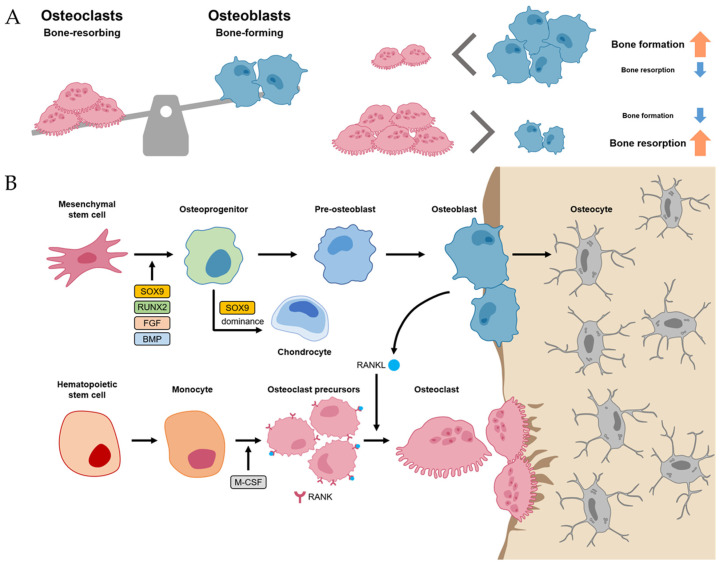 A
Osteoclasts
Bone-resorbing
Osteoblasts
Bone-forming
Bone formation
Bone resorption
Bone formation
Bone resorption
B
Mesenchymal
stem cell
Osteoprogenitor
Pre-osteoblast
Osteoblast
Osteocyte
SOX9
RUNX2
FGF
BMP
SOX9
dominance
Chondrocyte
RANKL
Hematopoietic
stem cell
Monocyte
Osteoclast precursors
Osteoclast
M-CSF
RANK